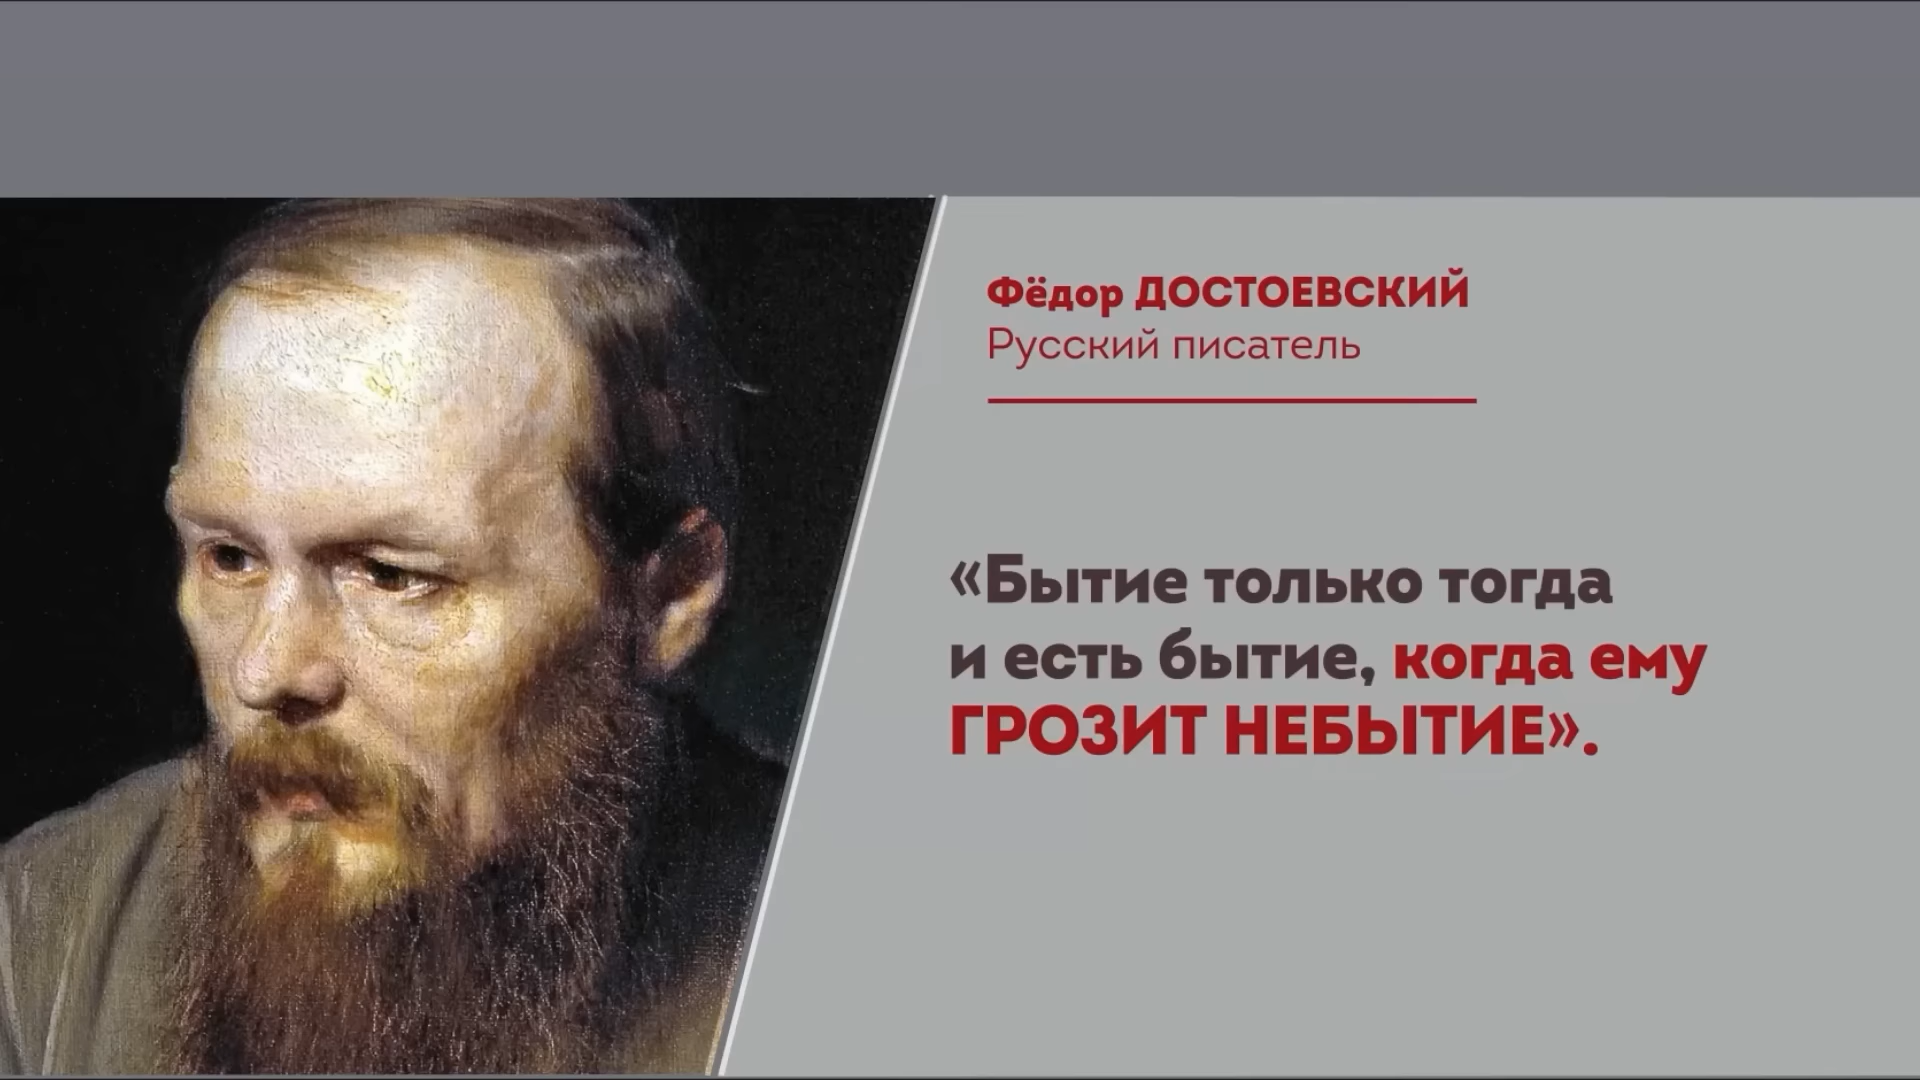 Фёдор ДОСТОЕВСКИЙ
Русский писатель
«Бытие только тогда
и есть бытие, когда ему
ГРОЗИТ НЕБЫТИЕ».